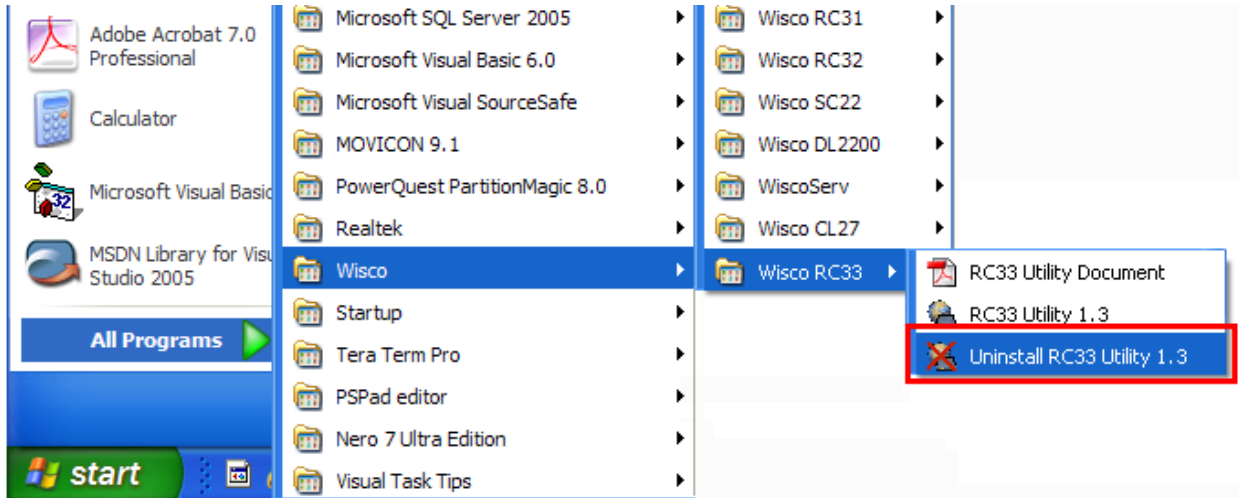 Adobe Acrobat 7.0
Professional
Calculator
Microsoft Visual Basic
MSDN Library for Visu
Studio 2005
All Programs
start
Microsoft SQL Server 2005
Microsoft Visual Basic 6.0
Microsoft Visual SourceSafe
MOVICON 9.1
PowerQuest PartitionMagic 8.0
Realtek
Wisco
Startup
Tera Term Pro
PSPad editor
Nero 7 Ultra Edition
Visual Task Tips
Wisco RC31
Wisco RC32
Wisco SC22
Wisco DL2200
WiscoServ
Wisco CL27
Wisco RC33
RC33 Utility Document
RC33 Utility 1.3
Uninstall RC33 Utility 1.3